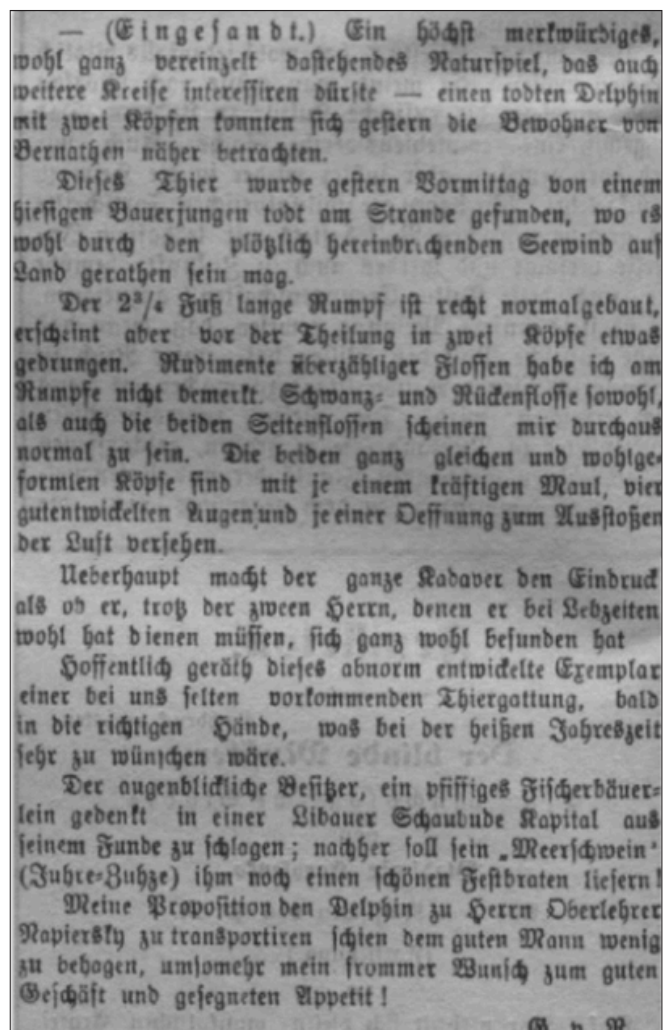 — (Eingesandt.) Ein höchst merkwürdiges,
wohl ganz vereinzelt dastehendes Naturspiel, das auch
weitere Kreise interessiren dürfte — einen todten Delphin
mit zwei Köpfen konnten sich gestern die Bewohner von
Bernathen näher betrachten.
Dieses Thier wurde gestern Vormittag von einem
hiesigen Bauerjungen todt am Strande gefunden, wo es
wohl durch den plötzlich hereinbrechenden Seewind auf
Land gerathen sein mag.
Der 2³/₄ Fuß lange Rumpf ist recht normal gebaut,
erscheint aber vor der Theilung in zwei Köpfe etwas
gedrungen. Rudimente überzähliger Flossen habe ich am
Rumpfe nicht bemerkt. Schwanz- und Rückenflosse sowohl,
als auch die beiden Seitenflossen scheinen mir durchaus
normal zu sein. Die beiden ganz gleichen und wohlge-
formten Köpfe sind mit je einem kräftigen Maul, vier
gutentwickelten Augen und je einer Oeffnung zum Ausstoßen
der Luft versehen.
Ueberhaupt macht der ganze Kadaver den Eindruck
als ob er, trotz der zween Herrn, denen er bei Lebzeiten
wohl hat dienen müssen, sich ganz wohl befunden hat
Hoffentlich geräth dieses abnorm entwickelte Exemplar
einer bei uns selten vorkommenden Thiergattung, bald
in die richtigen Hände, was bei der heißen Jahreszeit
sehr zu wünschen wäre.
Der augenblickliche Besitzer, ein pfiffiges Fischerbäuer-
lein gedenkt in einer Libauer Schaubude Kapital aus
seinem Funde zu schlagen; nachher soll sein „Meerschwein"
(Juhre-Zuhze) ihm noch einen schönen Festbraten liefern!
Meine Proposition den Delphin zu Herrn Oberlehrer
Napiersky zu transportiren schien dem guten Mann wenig
zu behagen, umsomehr mein frommer Wunsch zum guten
Geschäft und gesegneten Appetit!